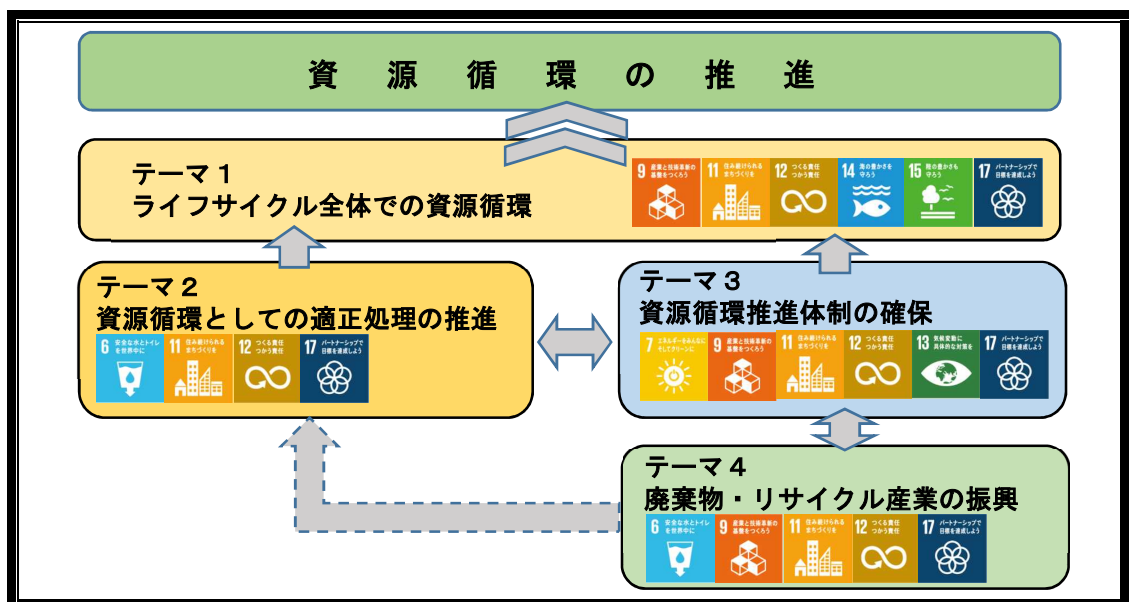 資源循環の推進
テーマ１
ライフサイクル全体での資源循環
9 産業と技術革新の
基盤をつくろう
11 住み続けられる
まちづくりを
12 つくる責任
つかう責任
14 海の豊かさを
守ろう
15 陸の豊かさも
守ろう
17 パートナーシップで
目標を達成しよう
テーマ２
資源循環としての適正処理の推進
6 安全な水とトイレ
を世界中に
11 住み続けられる
まちづくりを
12 つくる責任
つかう責任
17 パートナーシップで
目標を達成しよう
テーマ３
資源循環推進体制の確保
7 エネルギーをみんなに
そしてクリーンに
9 産業と技術革新の
基盤をつくろう
11 住み続けられる
まちづくりを
12 つくる責任
つかう責任
13 気候変動に
具体的な対策を
17 パートナーシップで
目標を達成しよう
テーマ４
廃棄物・リサイクル産業の振興
6 安全な水とトイレ
を世界中に
9 産業と技術革新の
基盤をつくろう
11 住み続けられる
まちづくりを
12 つくる責任
つかう責任
17 パートナーシップで
目標を達成しよう